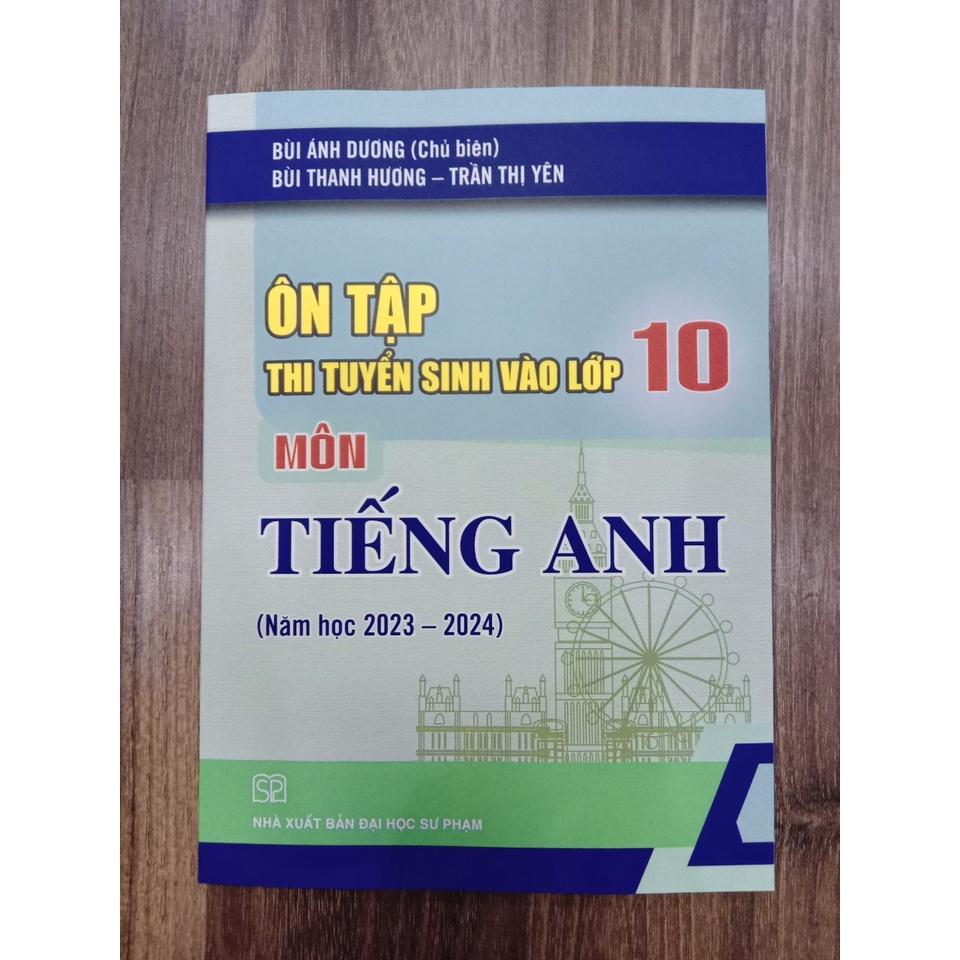 BÙI ÁNH DƯƠNG (Chủ biên)
BÙI THANH HƯƠNG – TRẦN THỊ YÊN
ÔN TẬP
THI TUYỂN SINH VÀO LỚP 10
MÔN
TIẾNG ANH
(Năm học 2023 – 2024)
SP
NHÀ XUẤT BẢN ĐẠI HỌC SƯ PHẠM